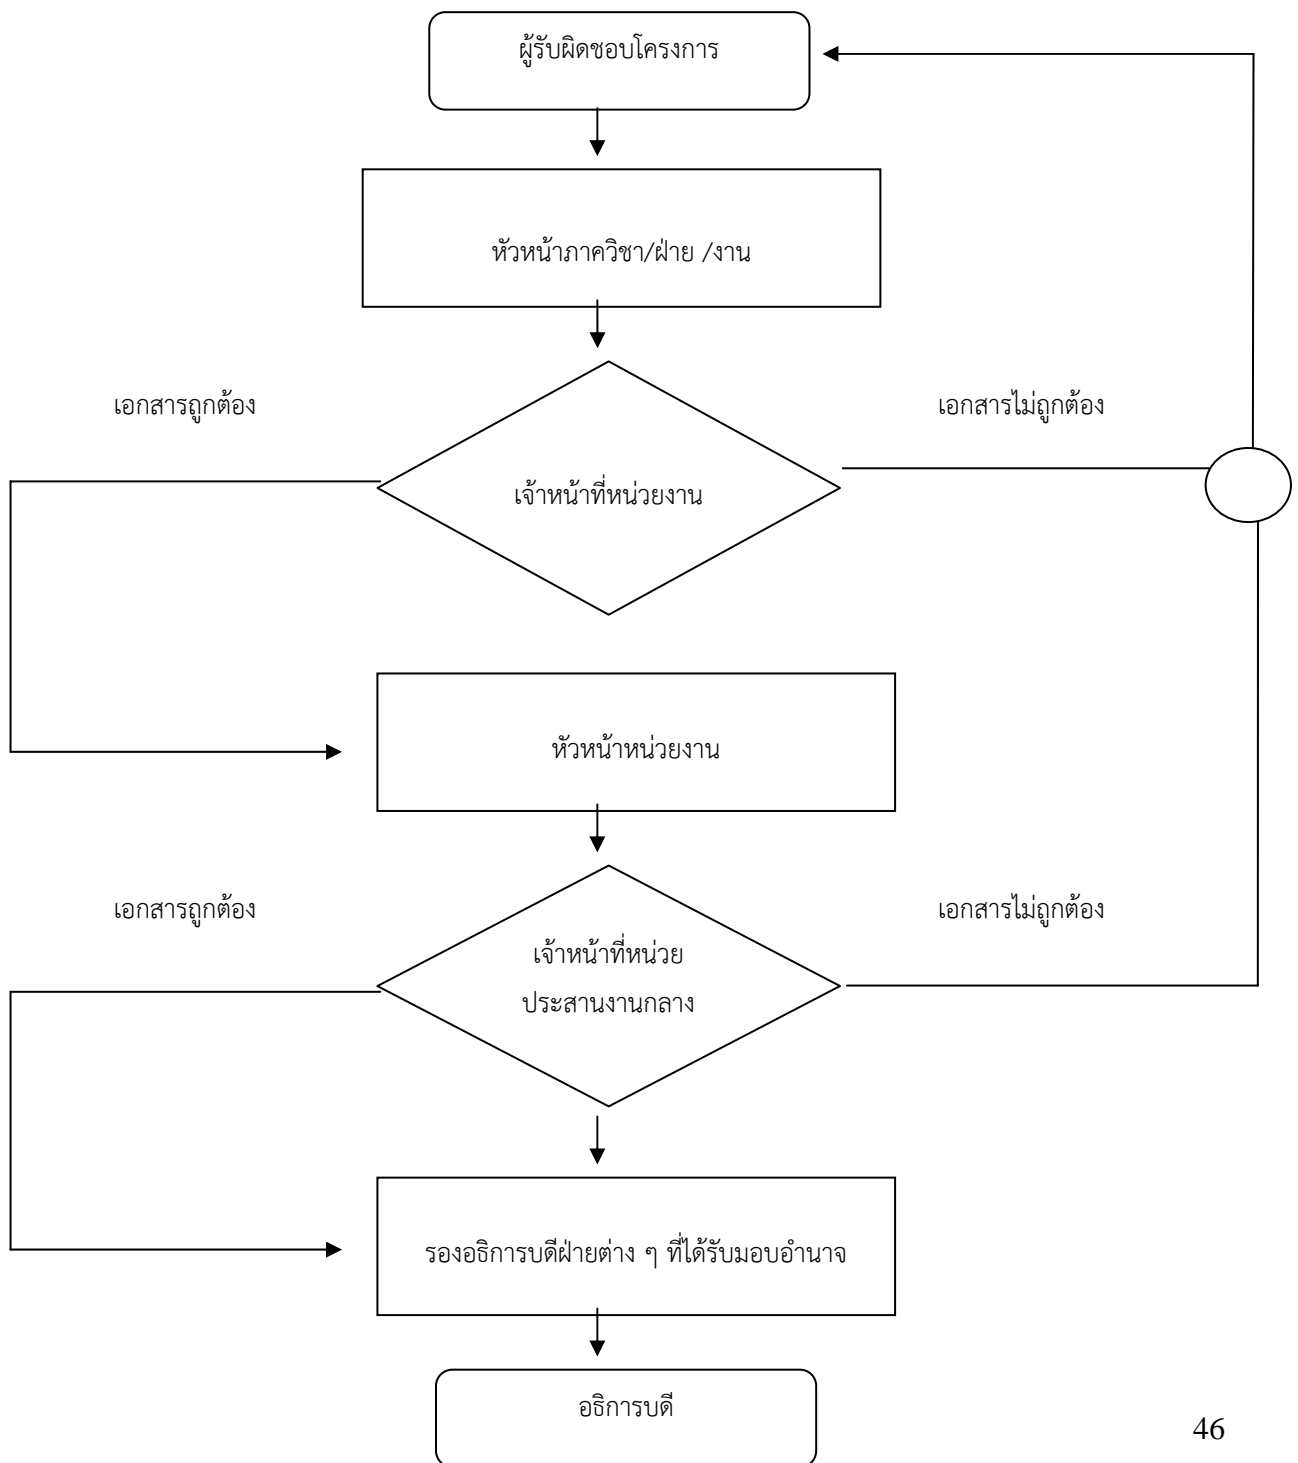 ผู้รับผิดชอบโครงการ
หัวหน้าภาควิชา/ฝ่าย /งาน
เอกสารถูกต้อง
เอกสารไม่ถูกต้อง
เจ้าหน้าที่หน่วยงาน
หัวหน้าหน่วยงาน
เอกสารถูกต้อง
เอกสารไม่ถูกต้อง
เจ้าหน้าที่หน่วย
ประสานงานกลาง
รองอธิการบดีฝ่ายต่าง ๆ ที่ได้รับมอบอำนาจ
อธิการบดี
46